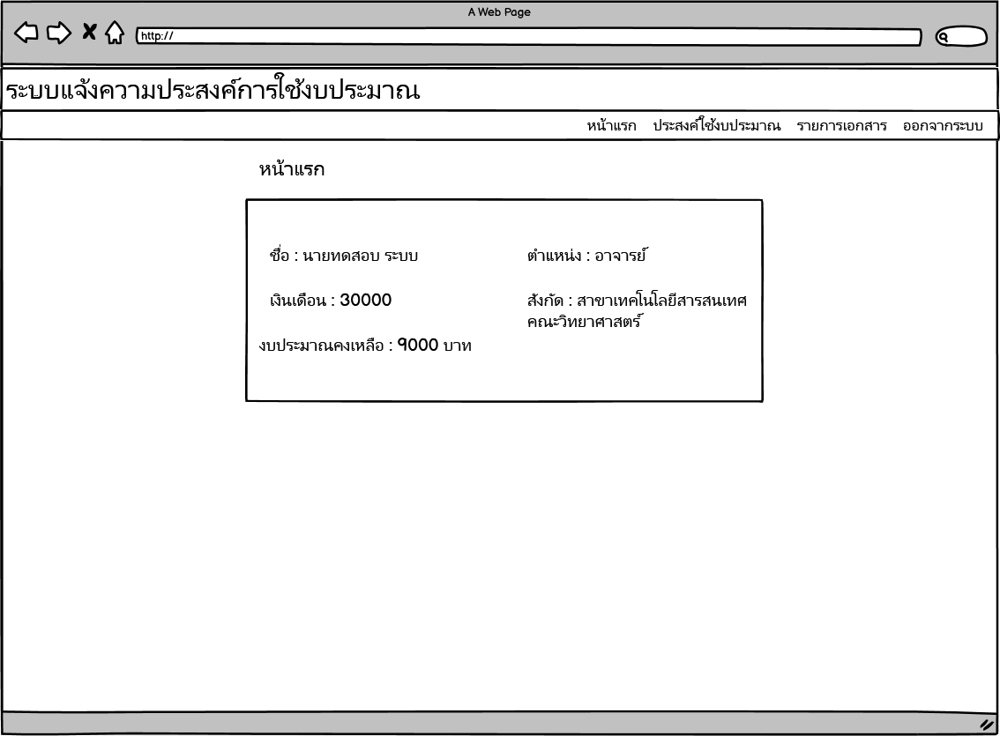 A Web Page
http://
ระบบแจ้งความประสงค์การใช้งบประมาณ
หน้าแรก ประสงค์ใช้งบประมาณ รายการเอกสาร ออกจากระบบ
หน้าแรก
ชื่อ : นายทดสอบ ระบบ
ตำแหน่ง : อาจารย์
เงินเดือน : 30000
สังกัด : สาขาเทคโนโลยีสารสนเทศ
คณะวิทยาศาสตร์
งบประมาณคงเหลือ : 9000 บาท